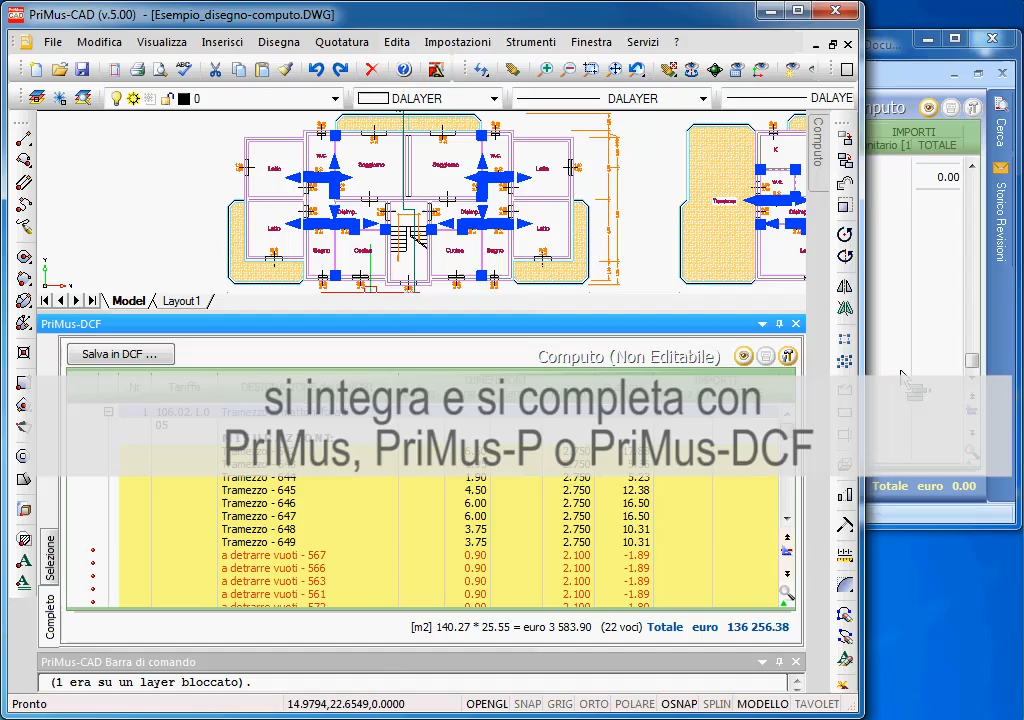 PriMus-CAD (v.5.00) - [Esempio_disegno-computo.DWG]
File Modifica Visualizza Inserisci Disegna Quotatura Edita Impostazioni Strumenti Finestra Servizi ?
0 DALAYER DALAYER DALAYE
Computo
IMPORTI
TOTALE
0.00
Cerca
Storico Revisioni
Totale euro 0.00
Model Layout1
PriMus-DCF
Salva in DCF ...
Computo (Non Editabile)
si integra e si completa con
PriMus, PriMus-P o PriMus-DCF
1 106.02.1.0
05
Tramezzo - 644 1.90 5.23
Tramezzo - 645 4.50 2.750 12.38
Tramezzo - 646 6.00 2.750 16.50
Tramezzo - 647 6.00 2.750 16.50
Tramezzo - 648 3.75 2.750 10.31
Tramezzo - 649 3.75 2.750 10.31
a detrarre vuoti - 567 0.90 2.100 -1.89
a detrarre vuoti - 566 0.90 2.100 -1.89
a detrarre vuoti - 563 0.90 2.100 -1.89
a detrarre vuoti - 561 0.90 2.100 -1.89
Selezione
Completo
[m2] 140.27 * 25.55 = euro 3 583.90 (22 voci) Totale euro 136 256.38
PriMus-CAD Barra di comando
(1 era su un layer bloccato).
Pronto 14.9794,22.6549,0.0000 OPENGL SNAP GRIG ORTO POLARE OSNAP SPLIN MODELLO TAVOLET